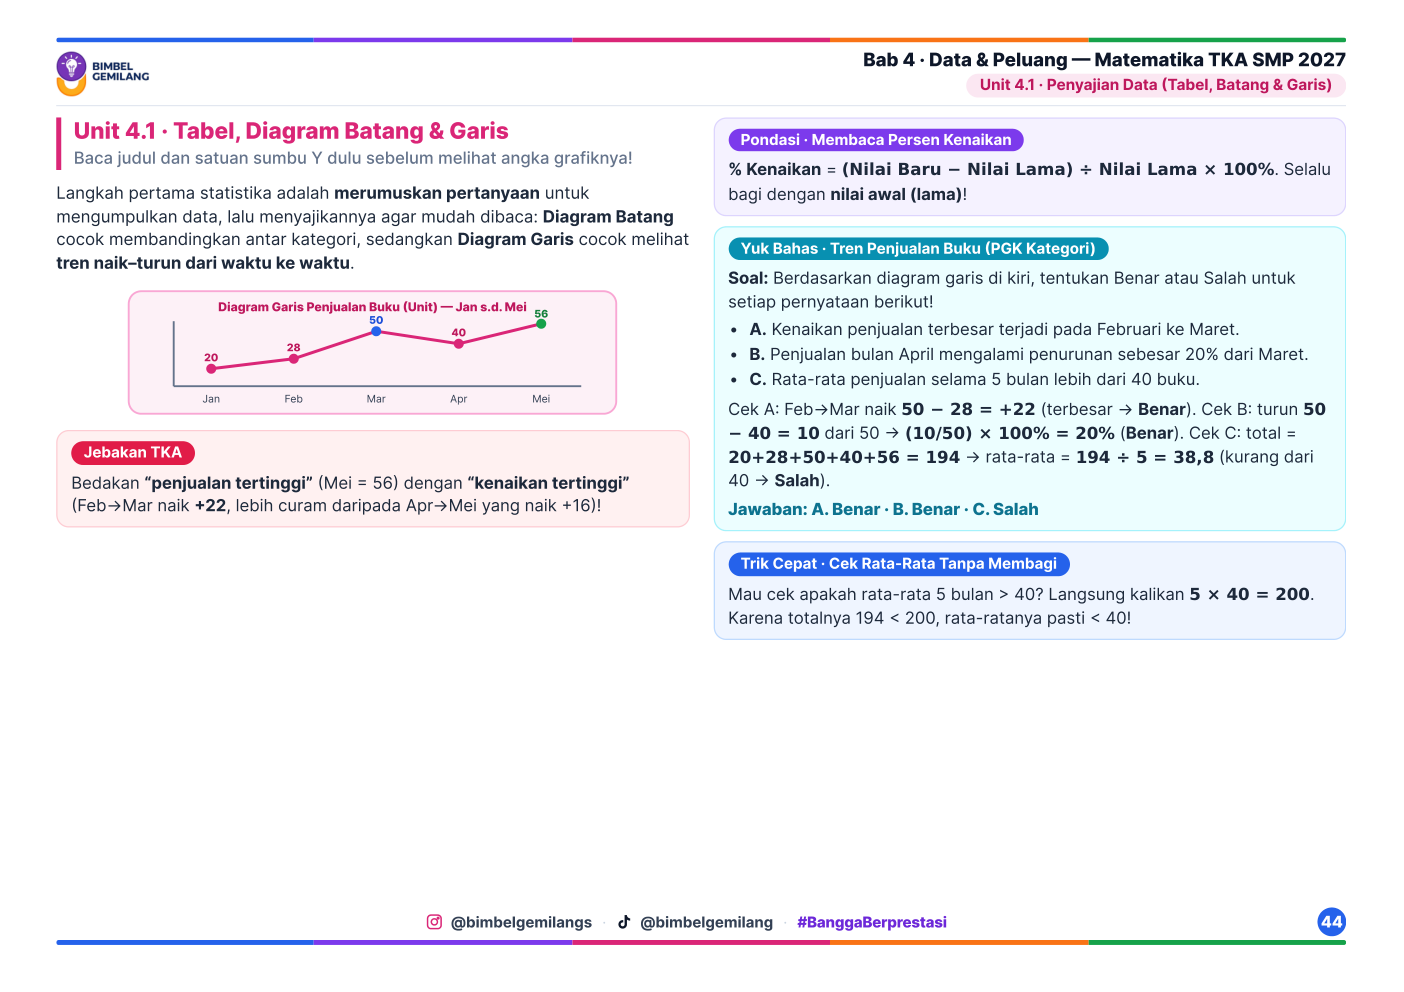 BIMBEL
GEMILANG
Bab 4 · Data & Peluang — Matematika TKA SMP 2027
Unit 4.1 · Penyajian Data (Tabel, Batang & Garis)
Unit 4.1 · Tabel, Diagram Batang & Garis
Baca judul dan satuan sumbu Y dulu sebelum melihat angka grafiknya!
Langkah pertama statistika adalah merumuskan pertanyaan untuk
mengumpulkan data, lalu menyajikannya agar mudah dibaca: Diagram Batang
cocok membandingkan antar kategori, sedangkan Diagram Garis cocok melihat
tren naik–turun dari waktu ke waktu.
Diagram Garis Penjualan Buku (Unit) — Jan s.d. Mei
20
28
50
40
56
Jan
Feb
Mar
Apr
Mei
Jebakan TKA
Bedakan “penjualan tertinggi” (Mei = 56) dengan “kenaikan tertinggi”
(Feb→Mar naik +22, lebih curam daripada Apr→Mei yang naik +16)!
Pondasi · Membaca Persen Kenaikan
% Kenaikan = (Nilai Baru − Nilai Lama) ÷ Nilai Lama × 100%. Selalu
bagi dengan nilai awal (lama)!
Yuk Bahas · Tren Penjualan Buku (PGK Kategori)
Soal: Berdasarkan diagram garis di kiri, tentukan Benar atau Salah untuk
setiap pernyataan berikut!
• A. Kenaikan penjualan terbesar terjadi pada Februari ke Maret.
• B. Penjualan bulan April mengalami penurunan sebesar 20% dari Maret.
• C. Rata-rata penjualan selama 5 bulan lebih dari 40 buku.
Cek A: Feb→Mar naik 50 − 28 = +22 (terbesar → Benar). Cek B: turun 50
− 40 = 10 dari 50 → (10/50) × 100% = 20% (Benar). Cek C: total =
20+28+50+40+56 = 194 → rata-rata = 194 ÷ 5 = 38,8 (kurang dari
40 → Salah).
Jawaban: A. Benar · B. Benar · C. Salah
Trik Cepat · Cek Rata-Rata Tanpa Membagi
Mau cek apakah rata-rata 5 bulan > 40? Langsung kalikan 5 × 40 = 200.
Karena totalnya 194 < 200, rata-ratanya pasti < 40!
@bimbelgemilangs · @bimbelgemilang · #BanggaBerprestasi
44